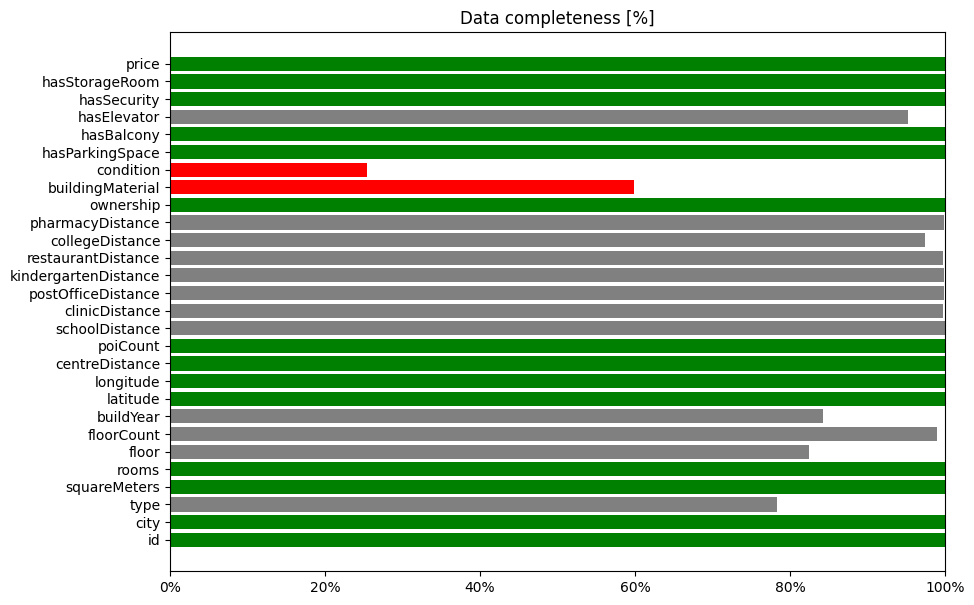 Data completeness [%]
price
hasStorageRoom
hasSecurity
hasElevator
hasBalcony
hasParkingSpace
condition
buildingMaterial
ownership
pharmacyDistance
collegeDistance
restaurantDistance
kindergartenDistance
postOfficeDistance
clinicDistance
schoolDistance
poiCount
centreDistance
longitude
latitude
buildYear
floorCount
floor
rooms
squareMeters
type
city
id
0% 20% 40% 60% 80% 100%